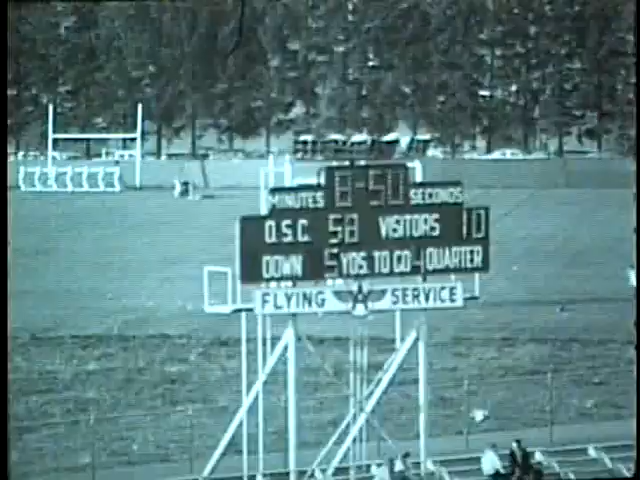 MINUTES 8-50 SECONDS
O.S.C. 58 VISITORS 10
DOWN 5 YDS. TO GO 4 QUARTER
FLYING A SERVICE